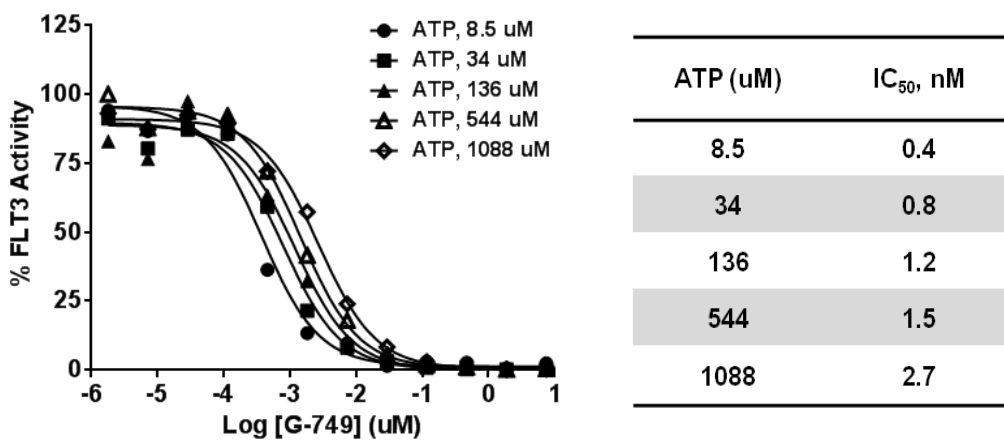 125
100
75
50
25
0
% FLT3 Activity
-6 -5 -4 -3 -2 -1 0 1
Log [G-749] (uM)
ATP, 8.5 uM
ATP, 34 uM
ATP, 136 uM
ATP, 544 uM
ATP, 1088 uM
ATP (uM) IC50, nM
8.5 0.4
34 0.8
136 1.2
544 1.5
1088 2.7